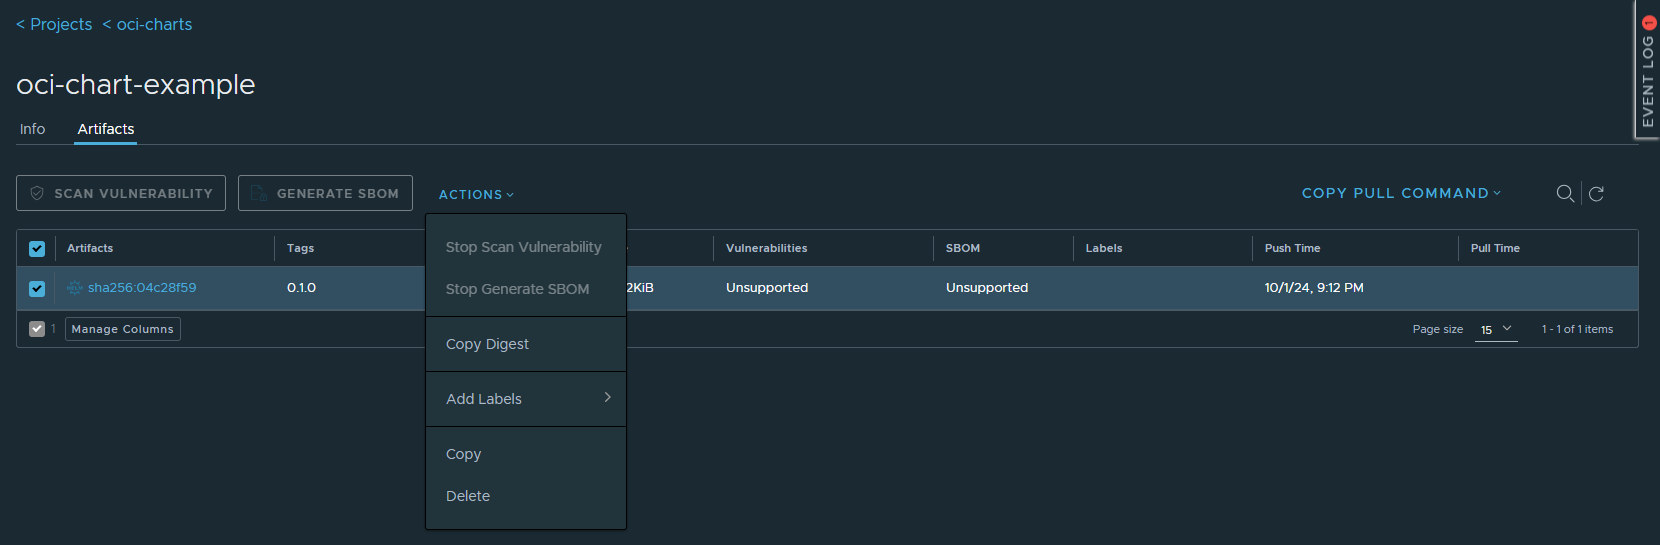 < Projects < oci-charts
EVENT LOG 1
oci-chart-example
Info Artifacts
SCAN VULNERABILITY GENERATE SBOM ACTIONS COPY PULL COMMAND
Artifacts Tags Vulnerabilities SBOM Labels Push Time Pull Time
sha256:04c28f59 0.1.0 2KiB Unsupported Unsupported 10/1/24, 9:12 PM
1 Manage Columns Page size 15 1 - 1 of 1 items
Stop Scan Vulnerability
Stop Generate SBOM
Copy Digest
Add Labels
Copy
Delete